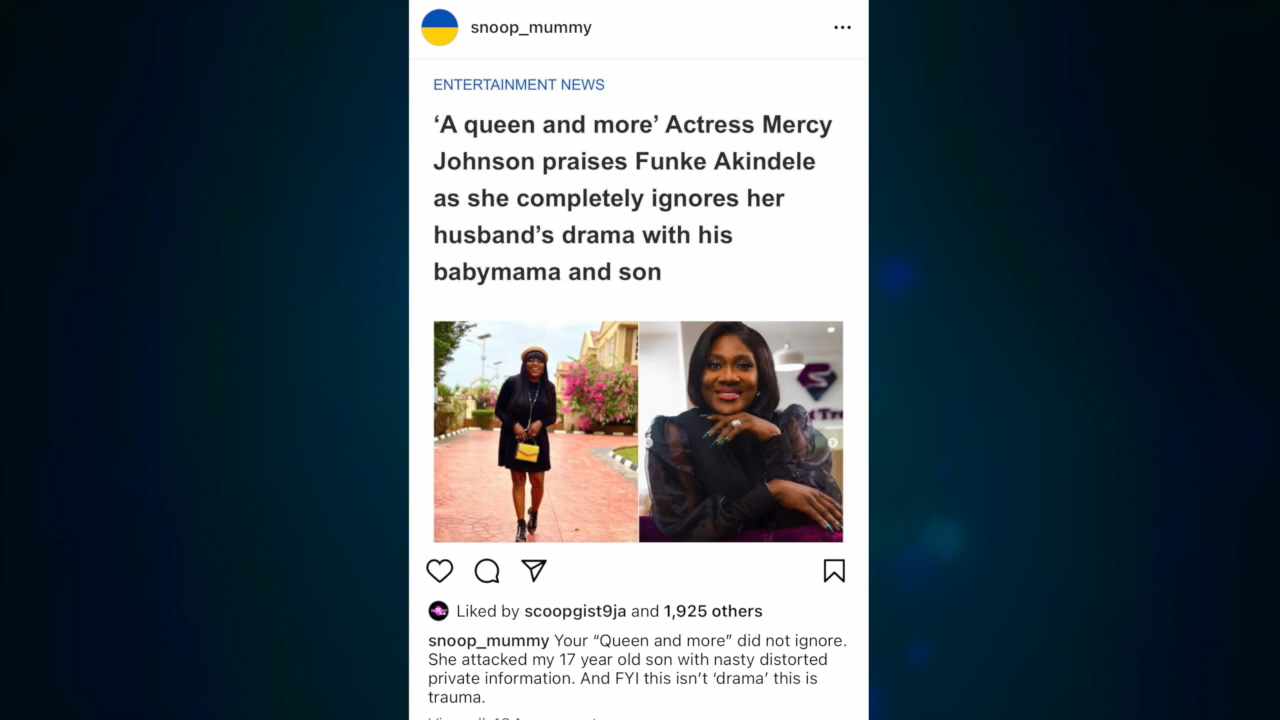 snoop_mummy
ENTERTAINMENT NEWS
‘A queen and more’ Actress Mercy
Johnson praises Funke Akindele
as she completely ignores her
husband’s drama with his
babymama and son
Liked by scoopgist9ja and 1,925 others
snoop_mummy Your “Queen and more” did not ignore.
She attacked my 17 year old son with nasty distorted
private information. And FYI this isn’t ‘drama’ this is
trauma.